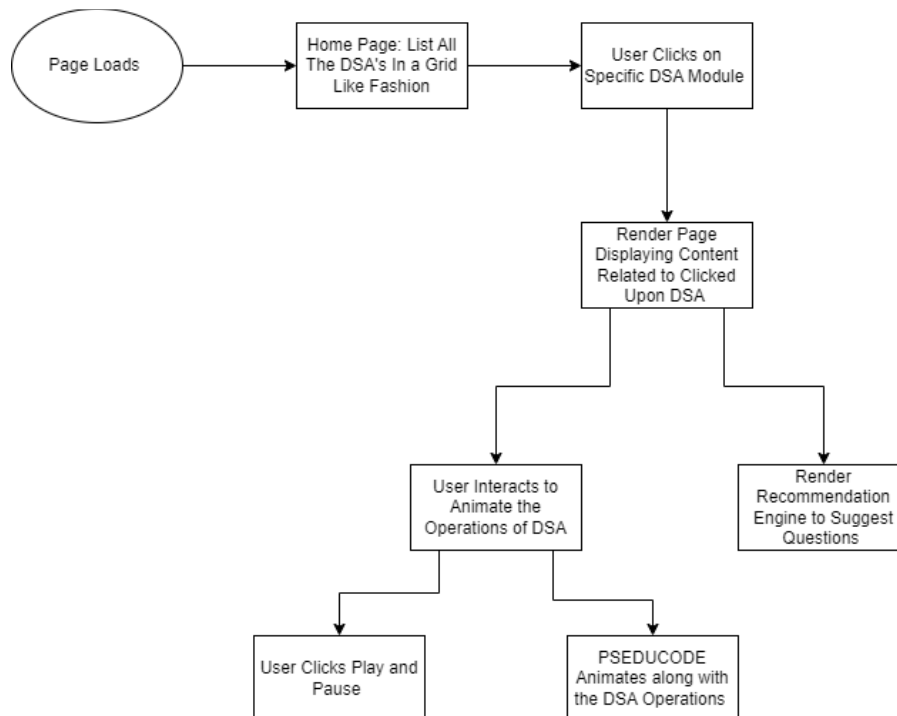 Page Loads
Home Page: List All
The DSA's In a Grid
Like Fashion
User Clicks on
Specific DSA Module
Render Page
Displaying Content
Related to Clicked
Upon DSA
User Interacts to
Animate the
Operations of DSA
Render
Recommendation
Engine to Suggest
Questions
User Clicks Play and
Pause
PSEDUCODE
Animates along with
the DSA Operations